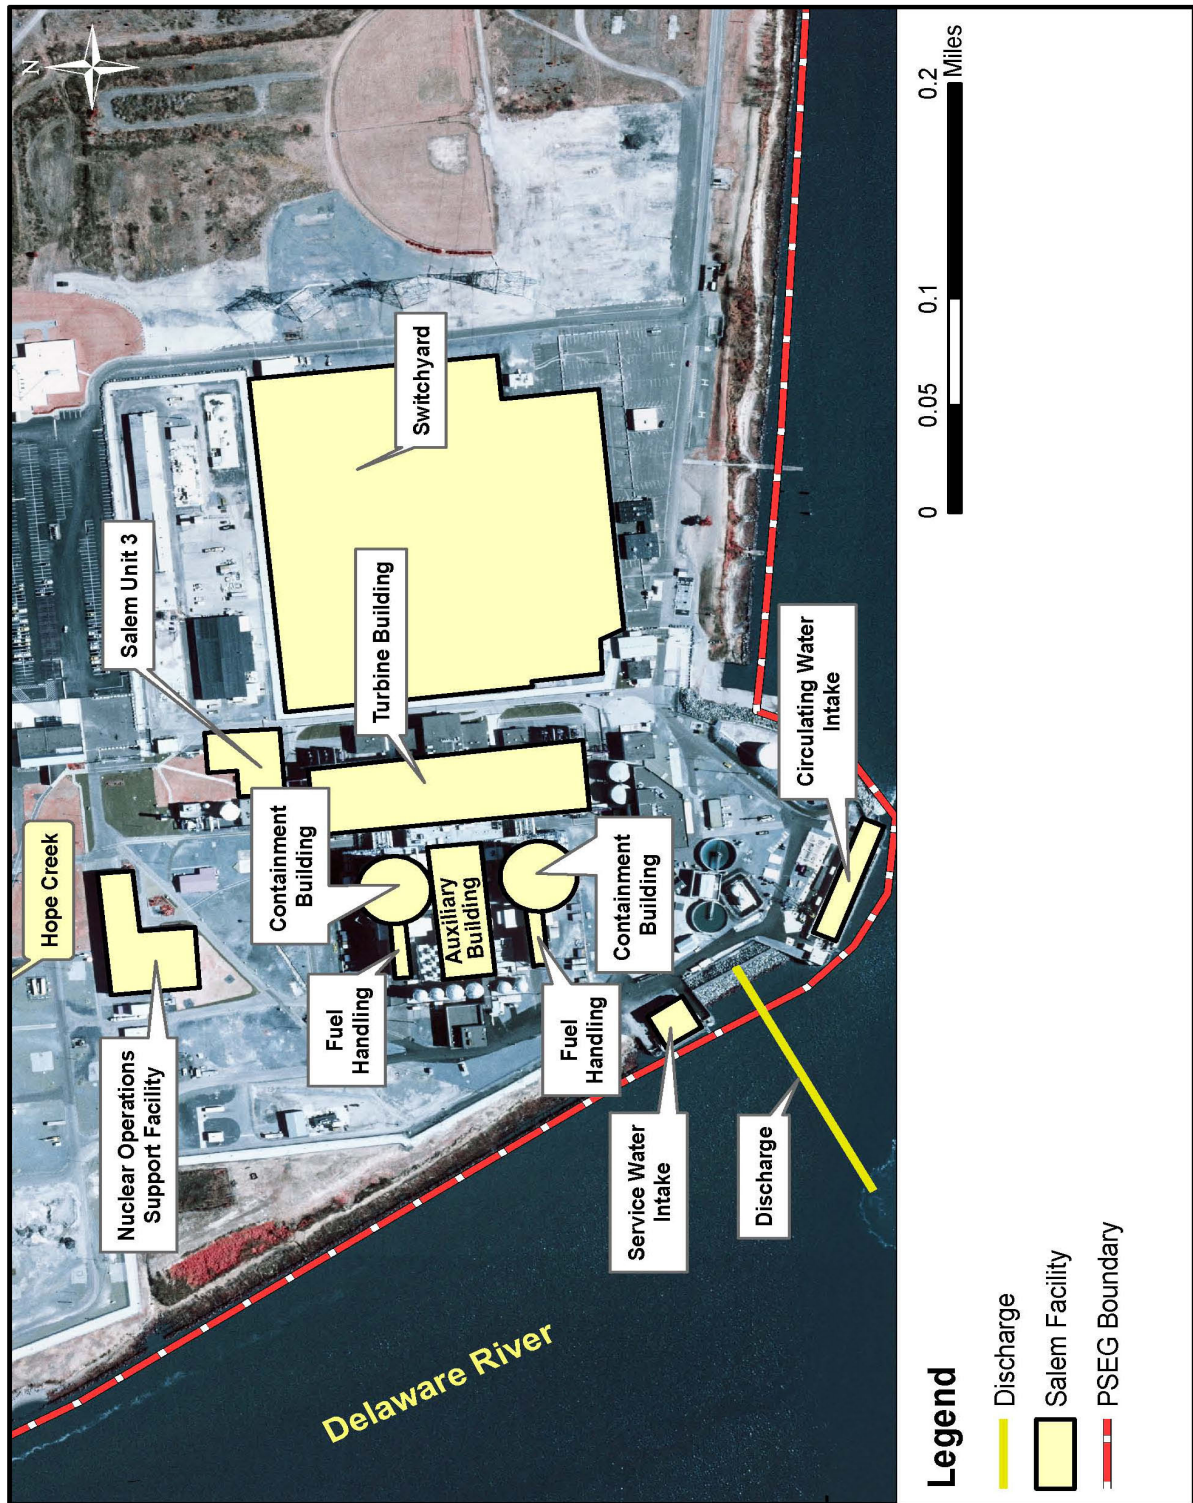 N
Hope Creek
Salem Unit 3
Nuclear Operations
Support Facility
Containment
Building
Turbine Building
Switchyard
Fuel
Handling
Auxiliary
Building
Fuel
Handling
Containment
Building
Service Water
Intake
Circulating Water
Intake
Discharge
Delaware River
Legend
Discharge
Salem Facility
PSEG Boundary
0
0.05
0.1
0.2
Miles